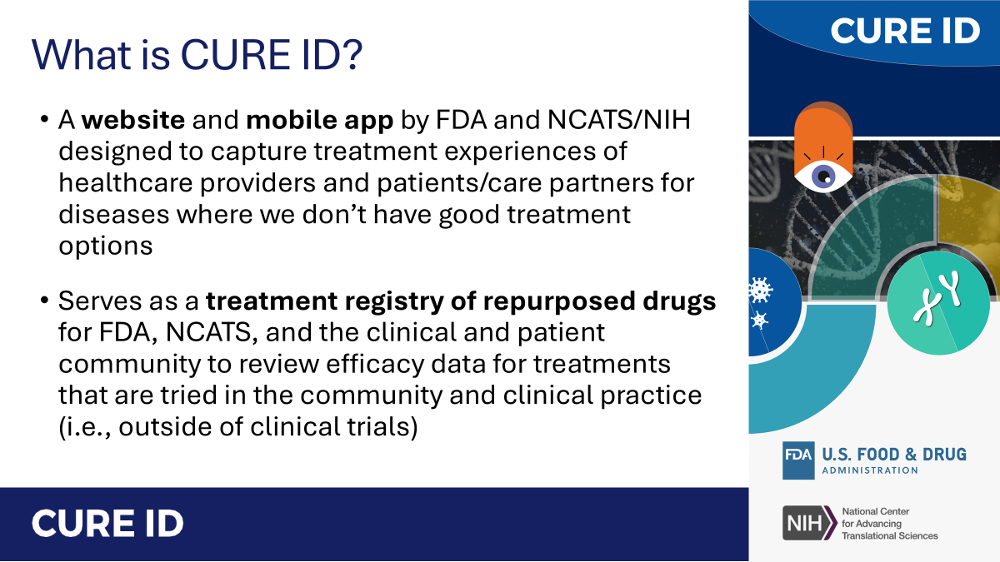 What is CURE ID?
• A website and mobile app by FDA and NCATS/NIH
designed to capture treatment experiences of
healthcare providers and patients/care partners for
diseases where we don’t have good treatment
options
• Serves as a treatment registry of repurposed drugs
for FDA, NCATS, and the clinical and patient
community to review efficacy data for treatments
that are tried in the community and clinical practice
(i.e., outside of clinical trials)
CURE ID
CURE ID
FDA
U.S. FOOD & DRUG
ADMINISTRATION
NIH
National Center
for Advancing
Translational Sciences